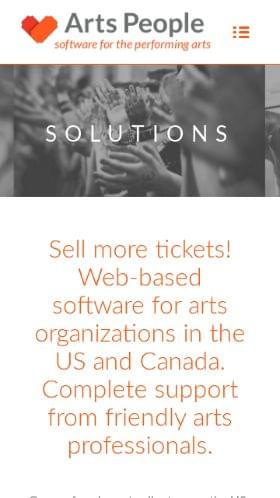 Arts People
software for the performing arts
SOLUTIONS
Sell more tickets!
Web-based
software for arts
organizations in the
US and Canada.
Complete support
from friendly arts
professionals.